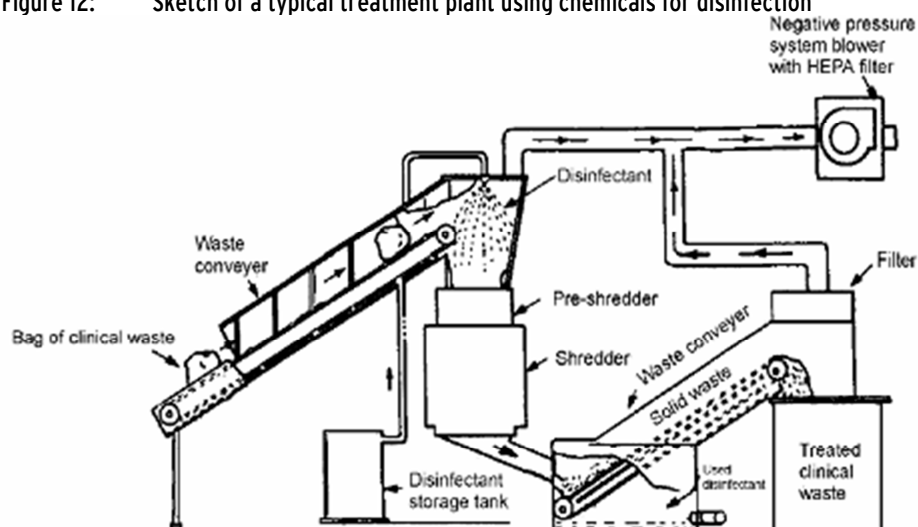 Figure 12: Sketch of a typical treatment plant using chemicals for disinfection
Negative pressure
system blower
with HEPA filter
Disinfectant
Waste
conveyer
Filter
Pre-shredder
Bag of clinical waste
Shredder
Waste conveyor
Solid waste
Treated
clinical
waste
Used
disinfectant
Disinfectant
storage tank